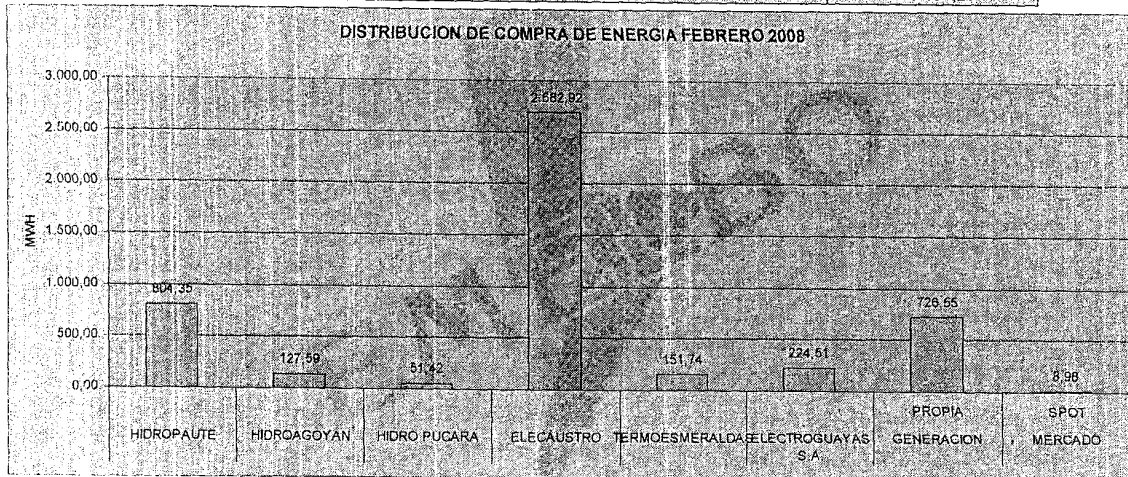 DISTRIBUCION DE COMPRA DE ENERGIA FEBRERO 2008
3.000,00
2.500,00
2.000,00
1.500,00
1.000,00
500,00
0,00
MWH
804,35
127,59
51,42
2.682,92
151,74
224,51
726,55
8,98
HIDROPAUTE
HIDROAGOYAN
HIDRO PUCARA
ELECAUSTRO
TERMOESMERALDAS
ELECTROGUAYAS
S.A.
PROPIA
GENERACION
SPOT
MERCADO